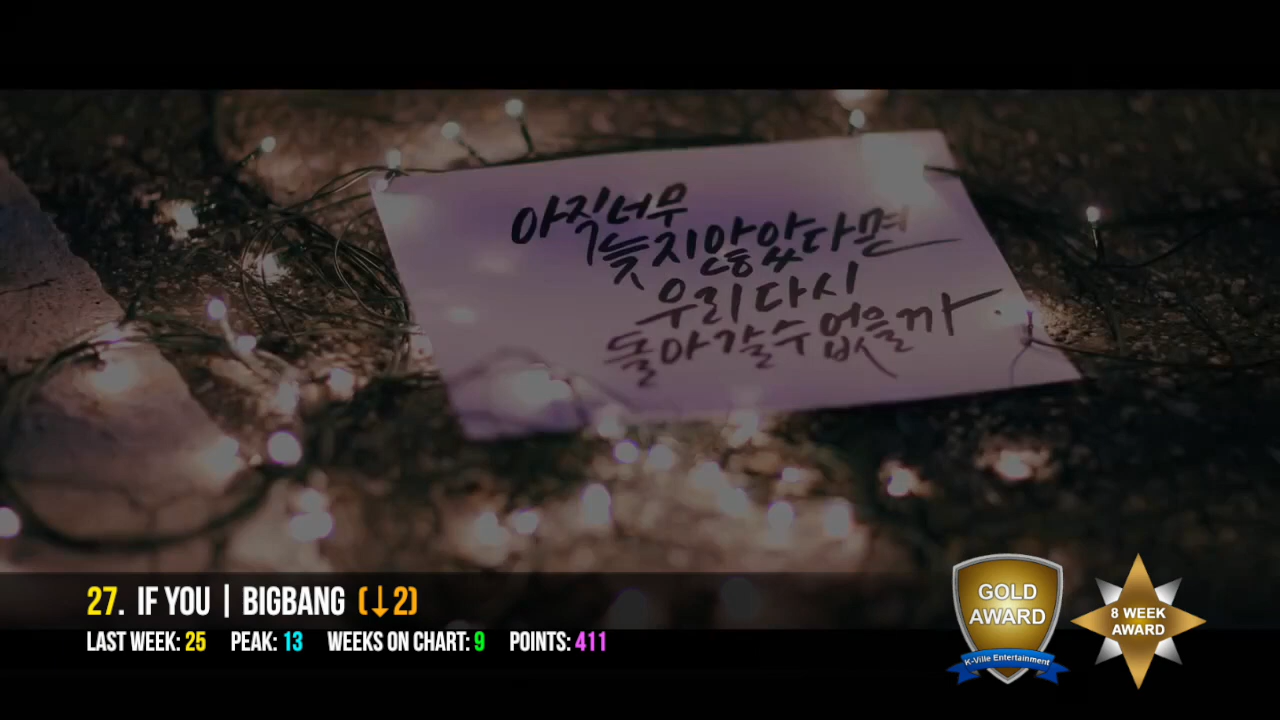 아직너무
늦지않았다면
우리다시
돌아갈수없을까.
27. IF YOU | BIGBANG (↓2)
LAST WEEK: 25 PEAK: 13 WEEKS ON CHART: 9 POINTS: 411
GOLD
AWARD
K-Ville Entertainment
8 WEEK
AWARD